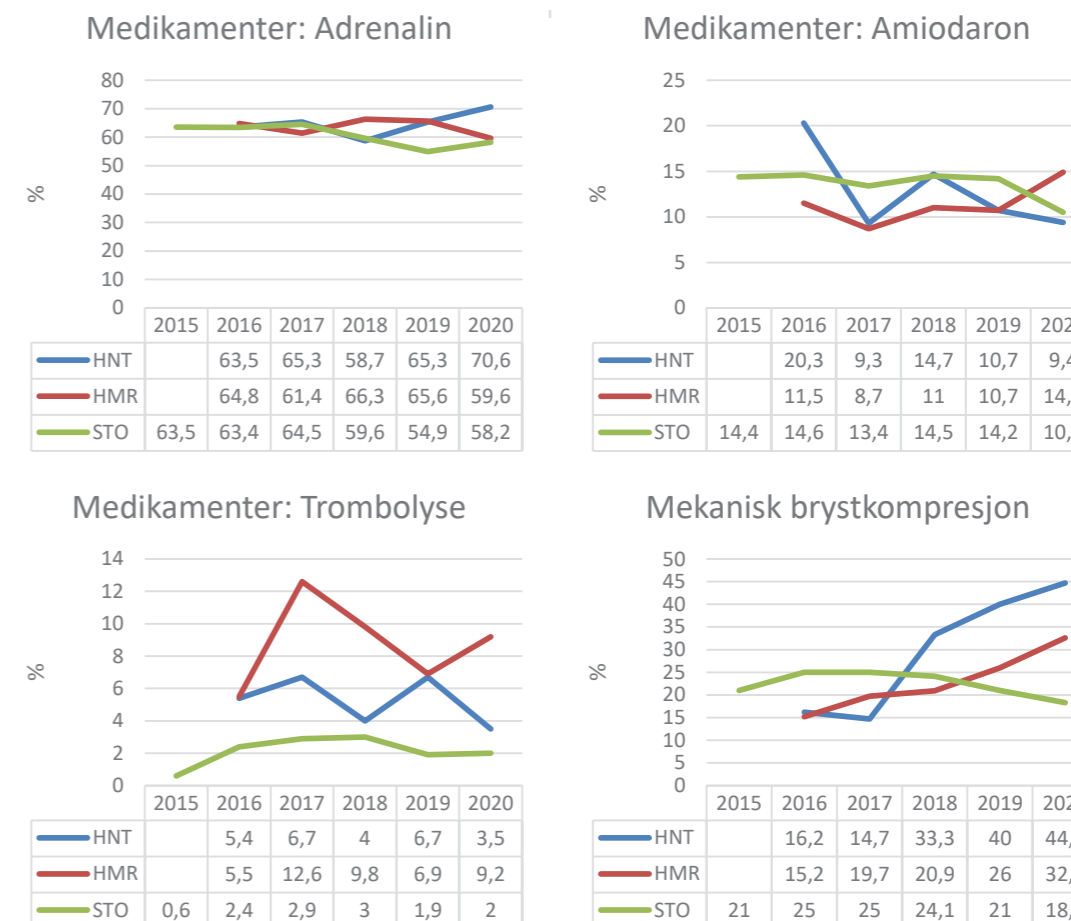 Medikamenter: Adrenalin
%
80
70
60
50
40
30
20
10
0
2015 2016 2017 2018 2019 2020
HNT 63,5 65,3 58,7 65,3 70,6
HMR 64,8 61,4 66,3 65,6 59,6
STO 63,5 63,4 64,5 59,6 54,9 58,2
Medikamenter: Amiodaron
%
25
20
15
10
5
0
2015 2016 2017 2018 2019
HNT 20,3 9,3 14,7 10,7 9,4
HMR 11,5 8,7 11 10,7
STO 14,4 14,6 13,4 14,5 14,2
Medikamenter: Trombolyse
%
14
12
10
8
6
4
2
0
2015 2016 2017 2018 2019 2020
HNT 5,4 6,7 4 6,7 3,5
HMR 5,5 12,6 9,8 6,9 9,2
STO 0,6 2,4 2,9 3 1,9 2
Mekanisk brystkompresjon
%
50
45
40
35
30
25
20
15
10
5
0
2015 2016 2017 2018 2019
HNT 16,2 14,7 33,3 40
HMR 15,2 19,7 20,9 26
STO 21 25 25 24,1 21